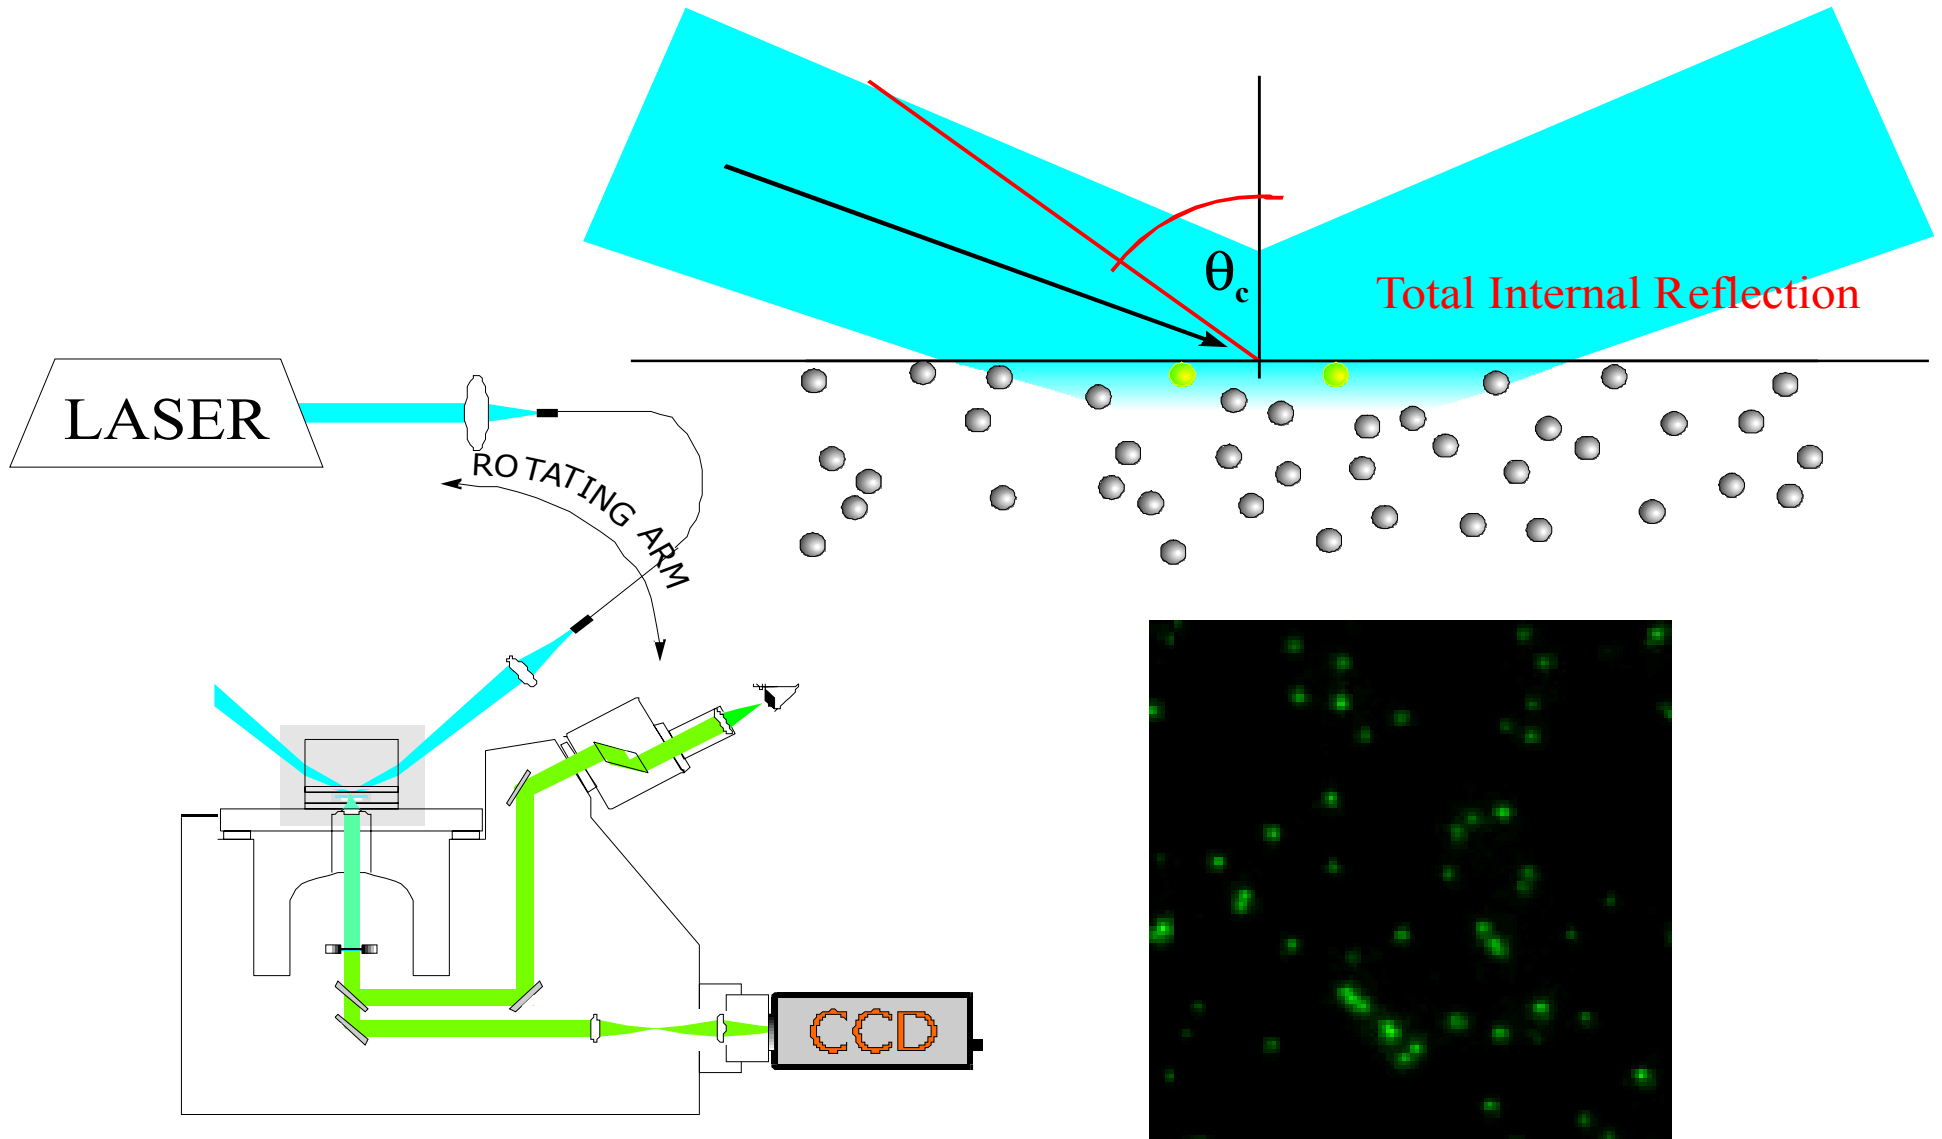 θc
Total Internal Reflection
LASER
ROTATING ARM
CCD